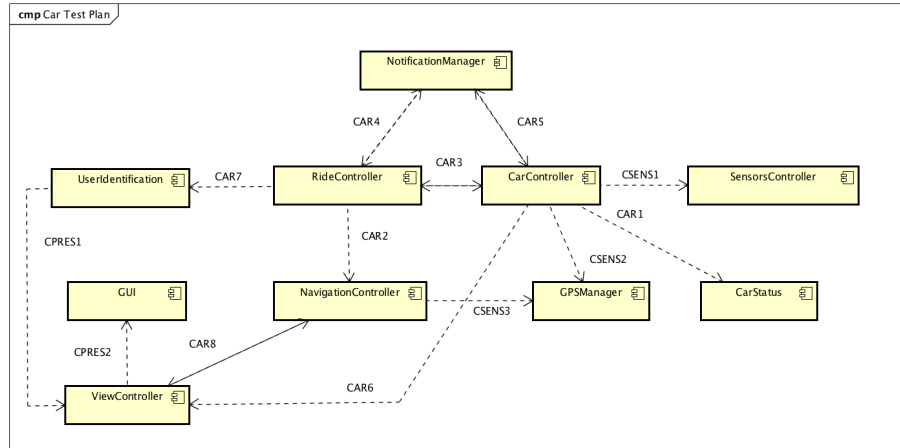 cmp Car Test Plan
NotificationManager
CAR4
CAR5
UserIdentification
CAR7
RideController
CAR3
CarController
CSENS1
SensorsController
CAR1
CPRES1
CAR2
CSENS2
GUI
NavigationController
CSENS3
GPSManager
CarStatus
CPRES2
CAR8
CAR6
ViewController